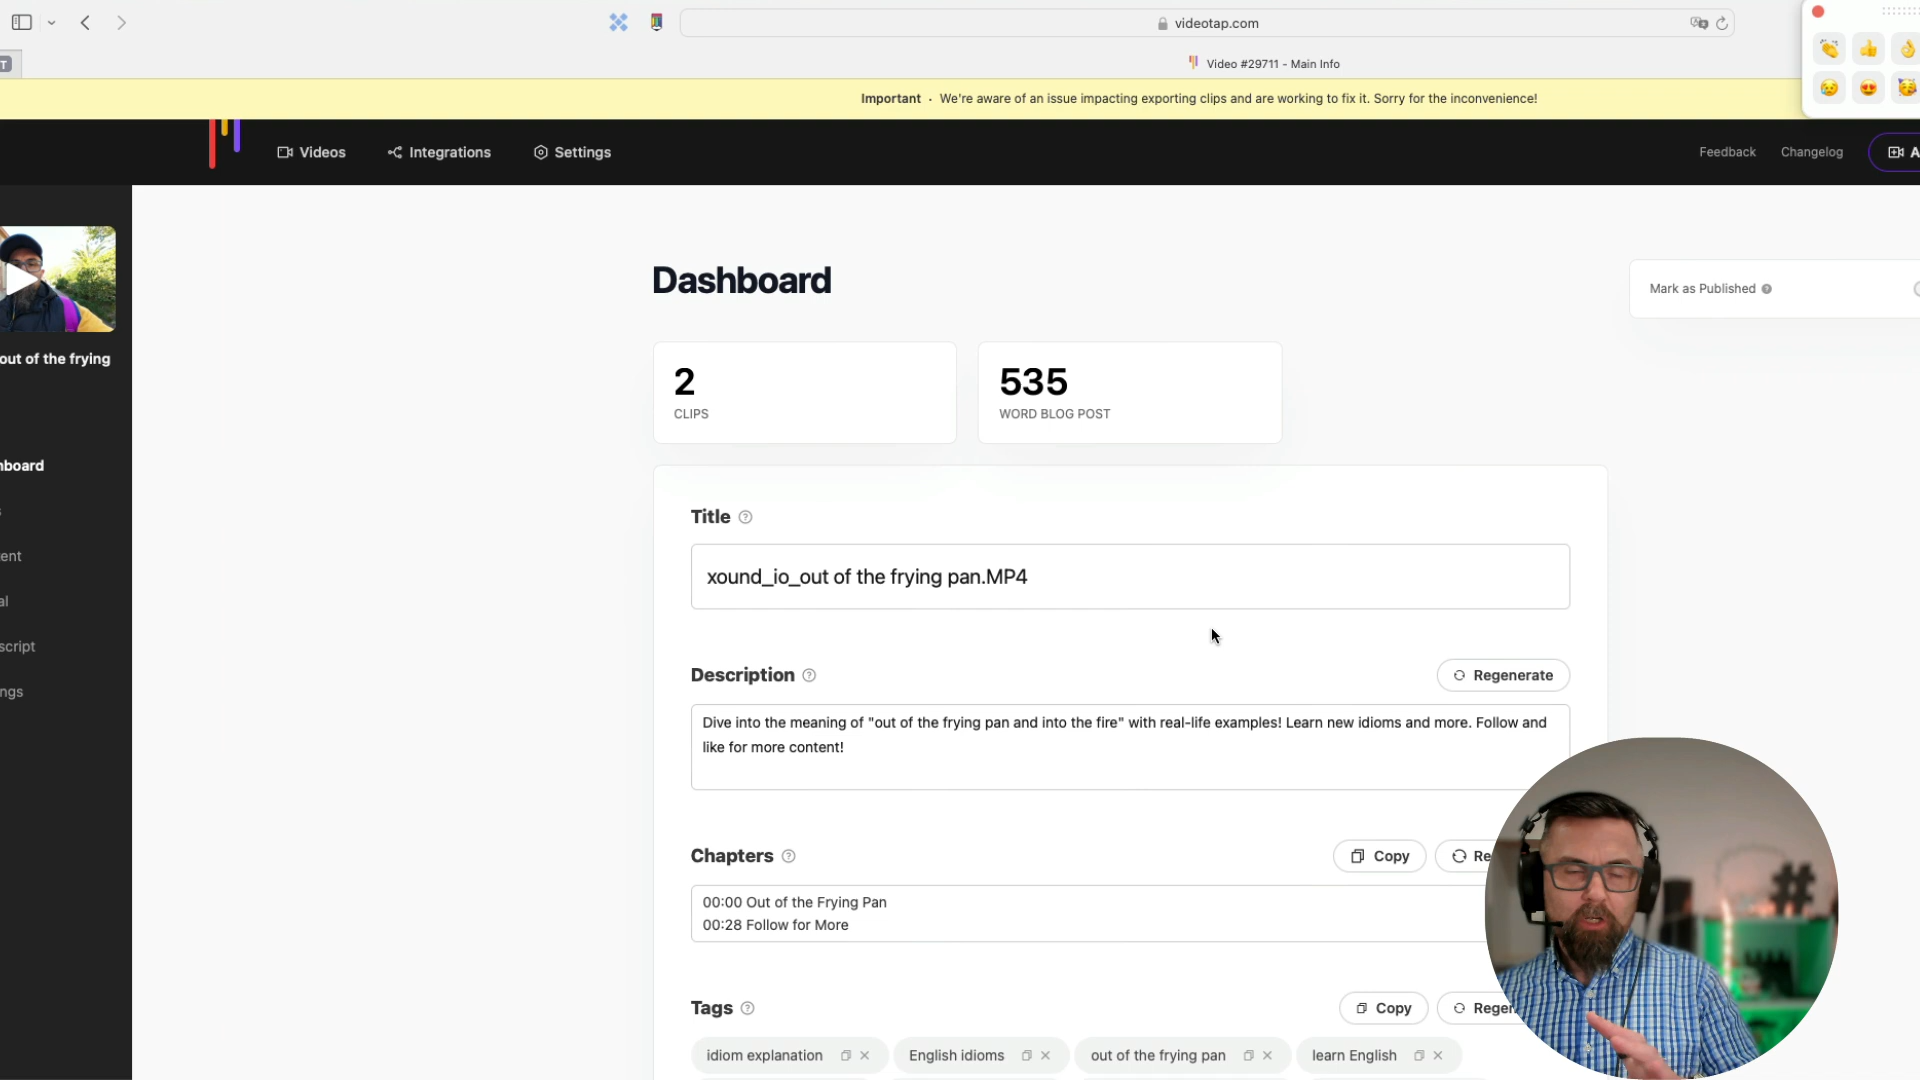 videotap.com
T
Video #29711 - Main Info
Important · We're aware of an issue impacting exporting clips and are working to fix it. Sorry for the inconvenience!
Videos
Integrations
Settings
Feedback
Changelog
A
out of the frying
Dashboard
Mark as Published
2
CLIPS
535
WORD BLOG POST
hboard
s
ent
al
script
ngs
Title
xound_io_out of the frying pan.MP4
Description
Regenerate
Dive into the meaning of "out of the frying pan and into the fire" with real-life examples! Learn new idioms and more. Follow and
like for more content!
Chapters
Copy
Re
00:00 Out of the Frying Pan
00:28 Follow for More
Tags
Copy
Reger
idiom explanation
English idioms
out of the frying pan
learn English
#